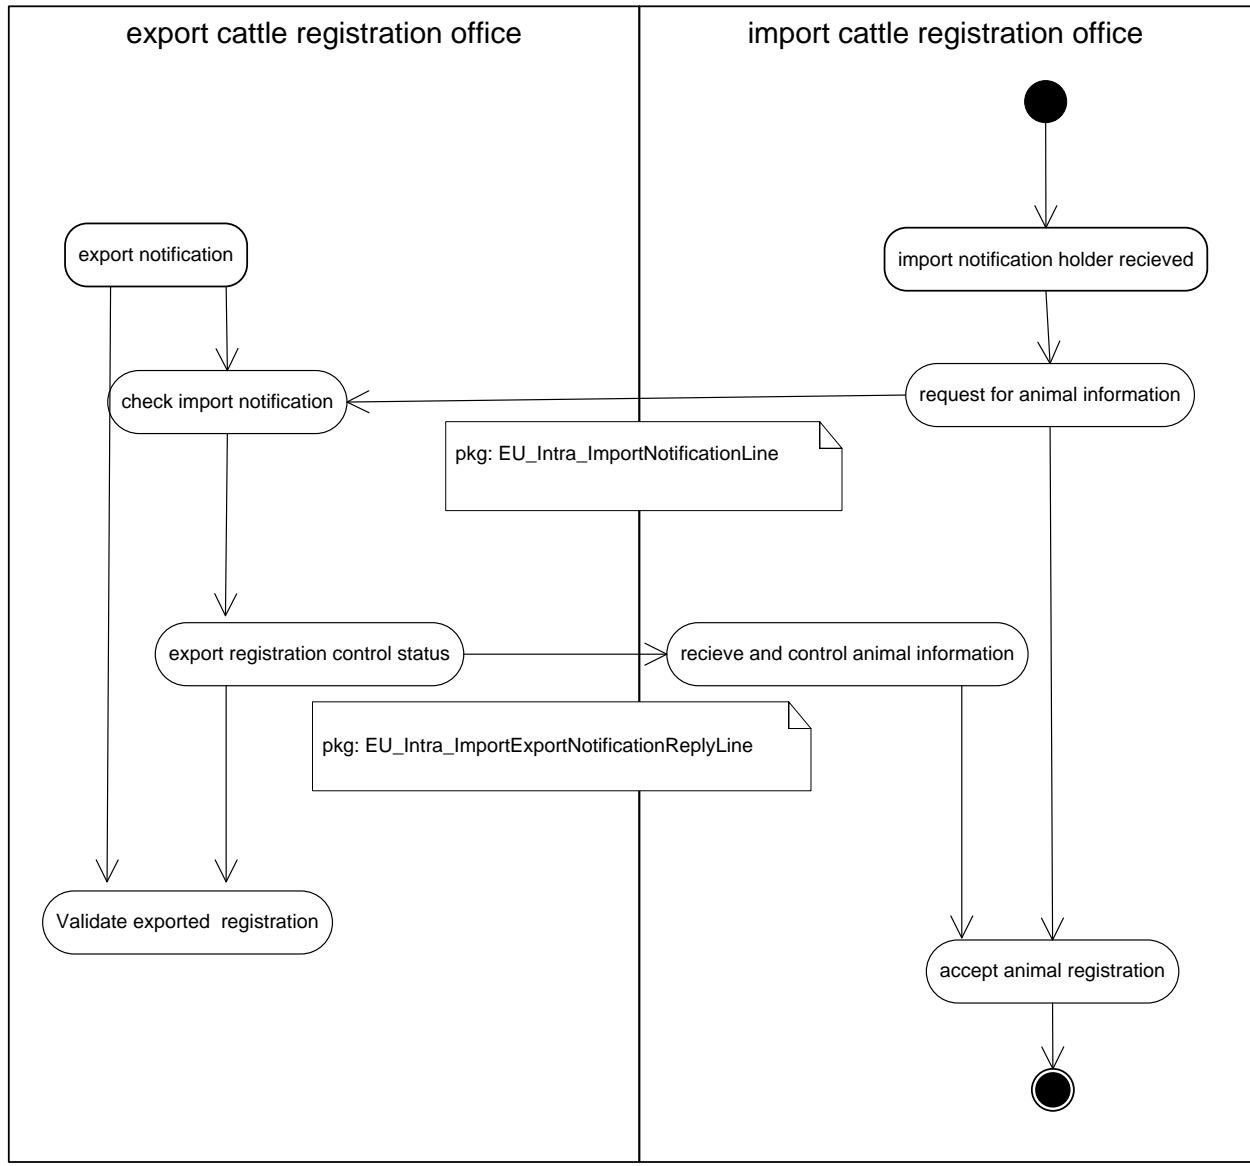 export cattle registration office
import cattle registration office
export notification
import notification holder recieved
check import notification
request for animal information
pkg: EU_Intra_ImportNotificationLine
export registration control status
recieve and control animal information
pkg: EU_Intra_ImportExportNotificationReplyLine
Validate exported  registration
accept animal registration